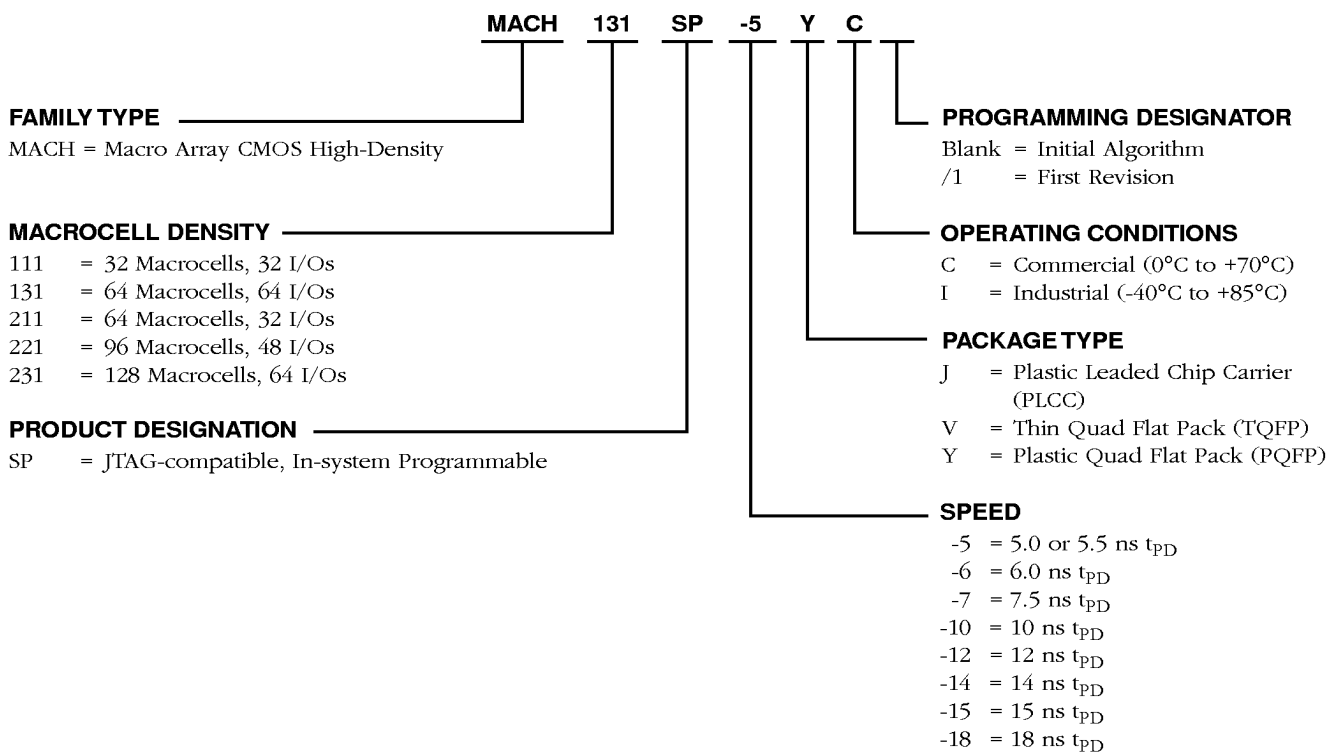 MACH 131 SP -5 Y C
FAMILY TYPE
MACH = Macro Array CMOS High-Density
MACROCELL DENSITY
111 = 32 Macrocells, 32 I/Os
131 = 64 Macrocells, 64 I/Os
211 = 64 Macrocells, 32 I/Os
221 = 96 Macrocells, 48 I/Os
231 = 128 Macrocells, 64 I/Os
PRODUCT DESIGNATION
SP = JTAG-compatible, In-system Programmable
PROGRAMMING DESIGNATOR
Blank = Initial Algorithm
/1 = First Revision
OPERATING CONDITIONS
C = Commercial (0°C to +70°C)
I = Industrial (-40°C to +85°C)
PACKAGE TYPE
J = Plastic Leaded Chip Carrier
(PLCC)
V = Thin Quad Flat Pack (TQFP)
Y = Plastic Quad Flat Pack (PQFP)
SPEED
-5 = 5.0 or 5.5 ns tPD
-6 = 6.0 ns tPD
-7 = 7.5 ns tPD
-10 = 10 ns tPD
-12 = 12 ns tPD
-14 = 14 ns tPD
-15 = 15 ns tPD
-18 = 18 ns tPD